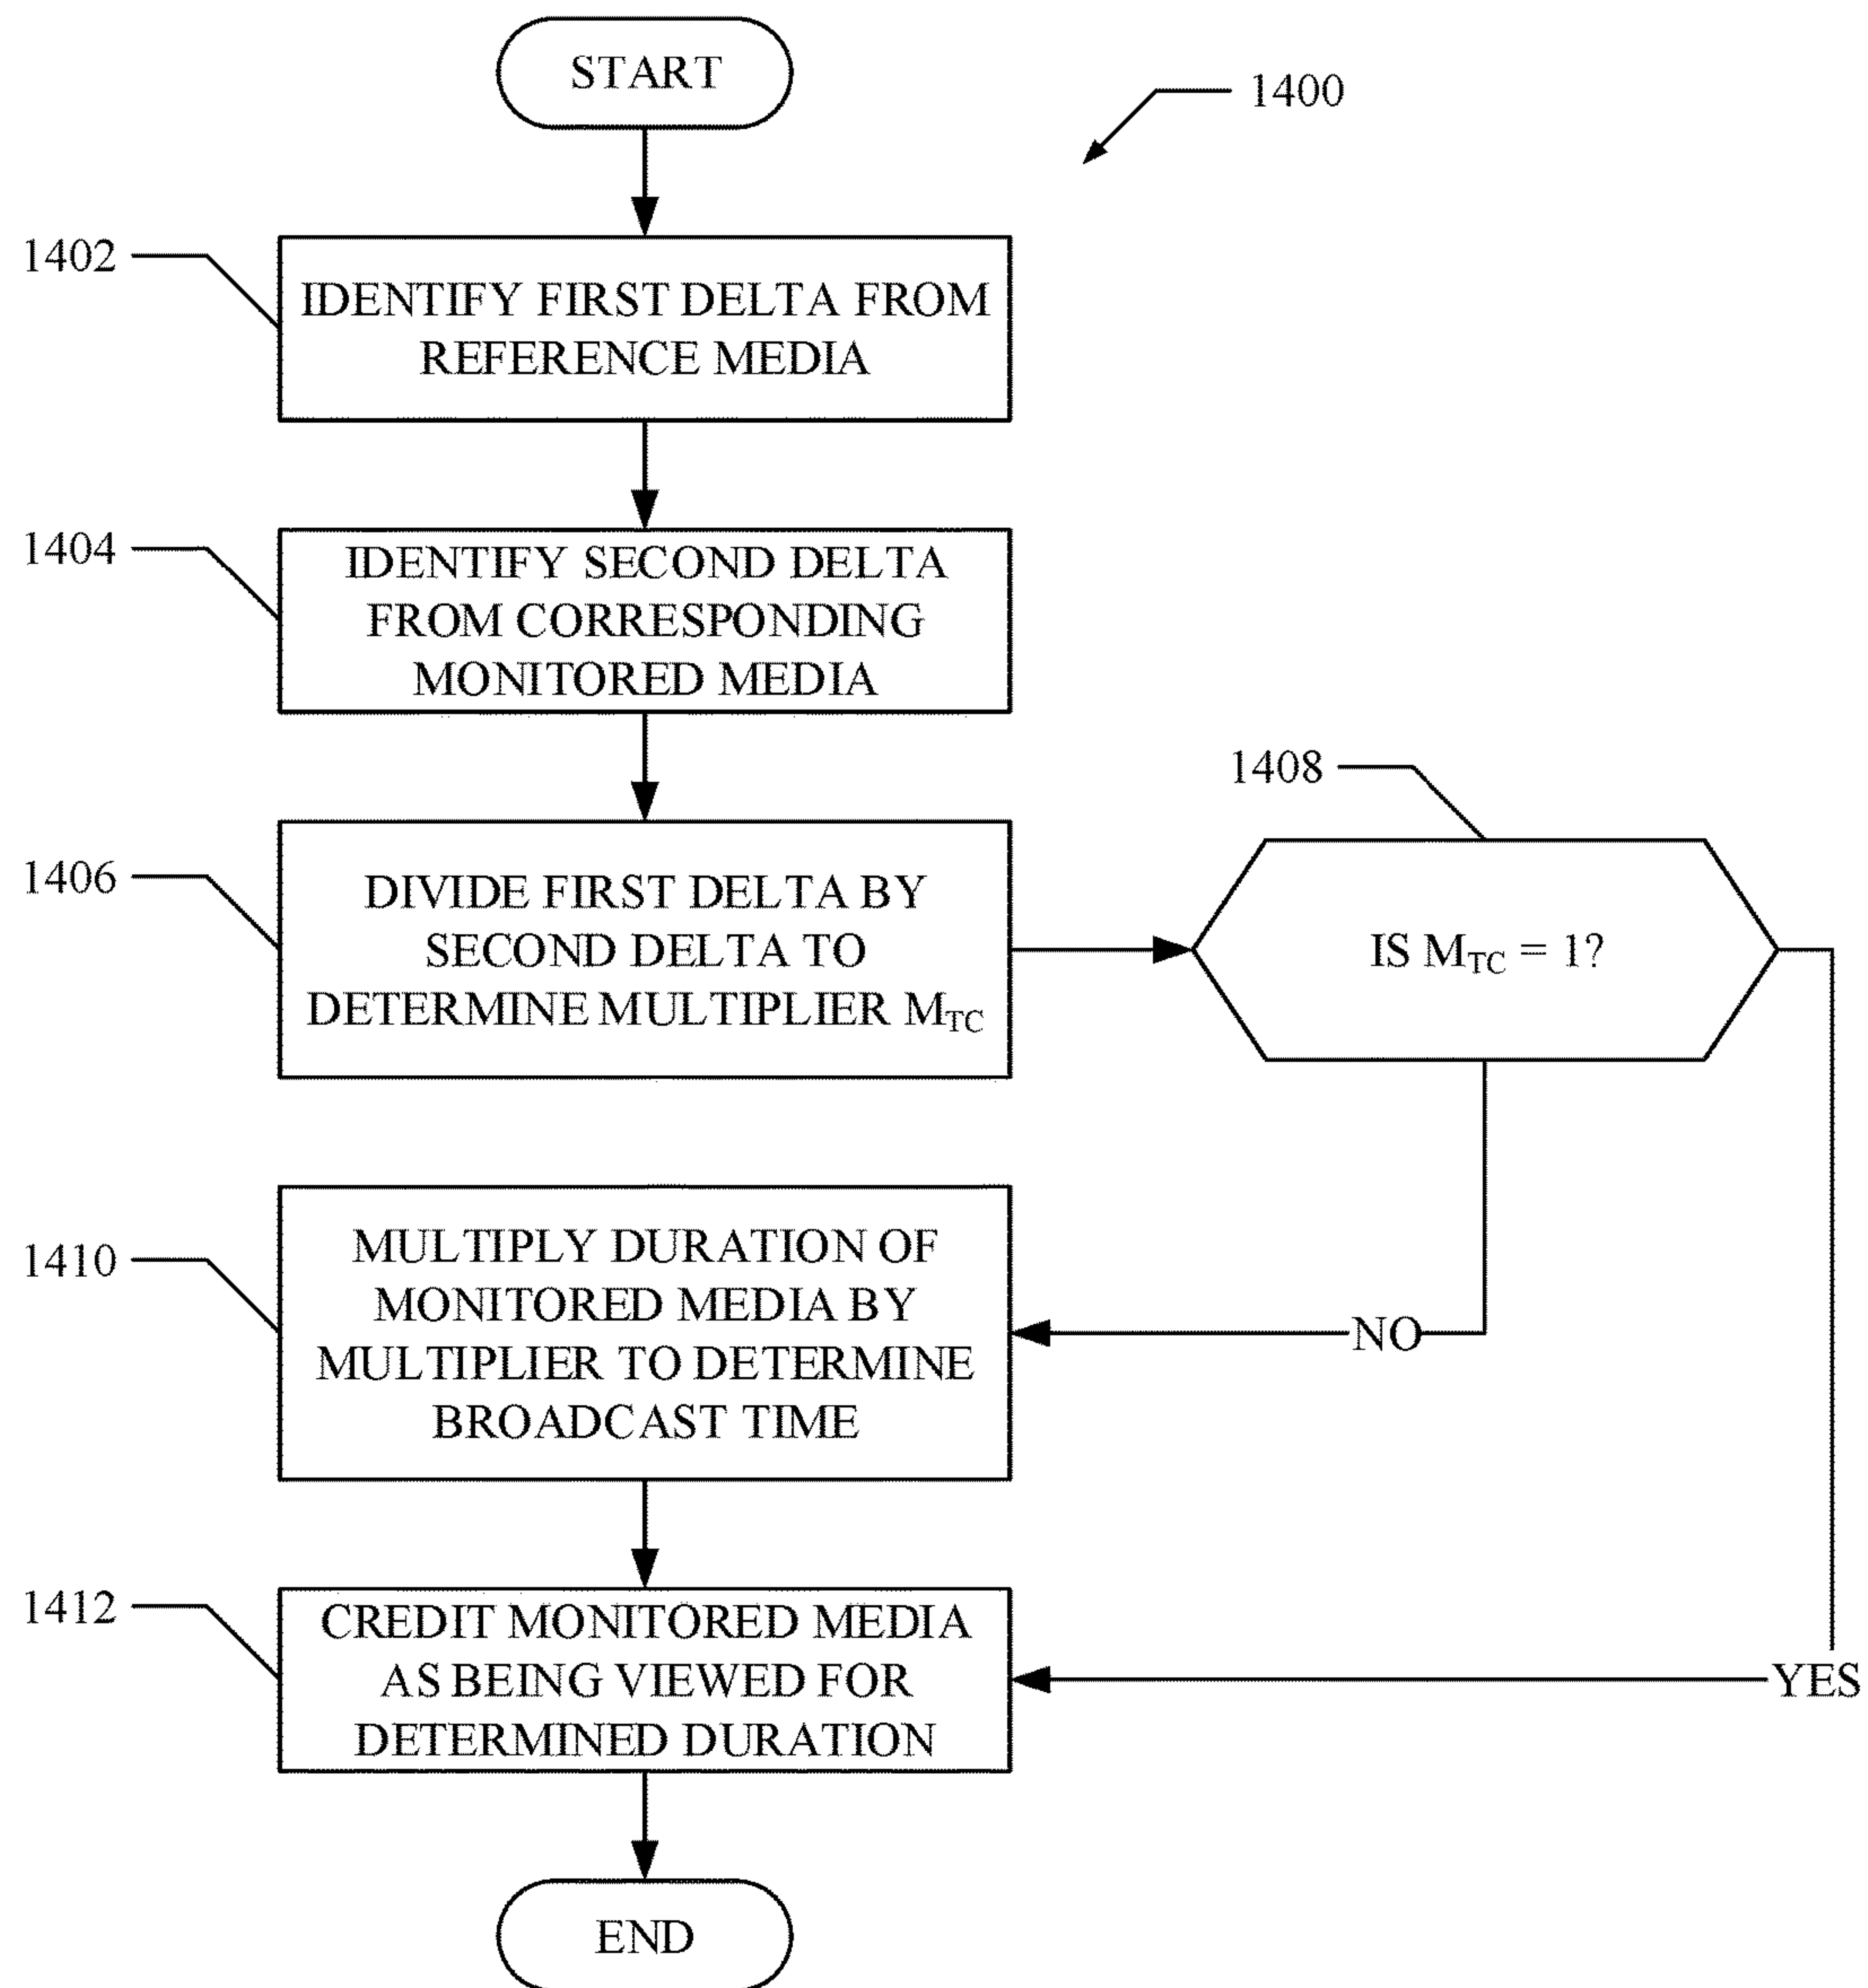 START
1400
1402
IDENTIFY FIRST DELTA FROM
REFERENCE MEDIA
1404
IDENTIFY SECOND DELTA
FROM CORRESPONDING
MONITORED MEDIA
1406
DIVIDE FIRST DELTA BY
SECOND DELTA TO
DETERMINE MULTIPLIER MTC
1408
IS MTC = 1?
1410
MULTIPLY DURATION OF
MONITORED MEDIA BY
MULTIPLIER TO DETERMINE
BROADCAST TIME
NO
1412
CREDIT MONITORED MEDIA
AS BEING VIEWED FOR
DETERMINED DURATION
YES
END